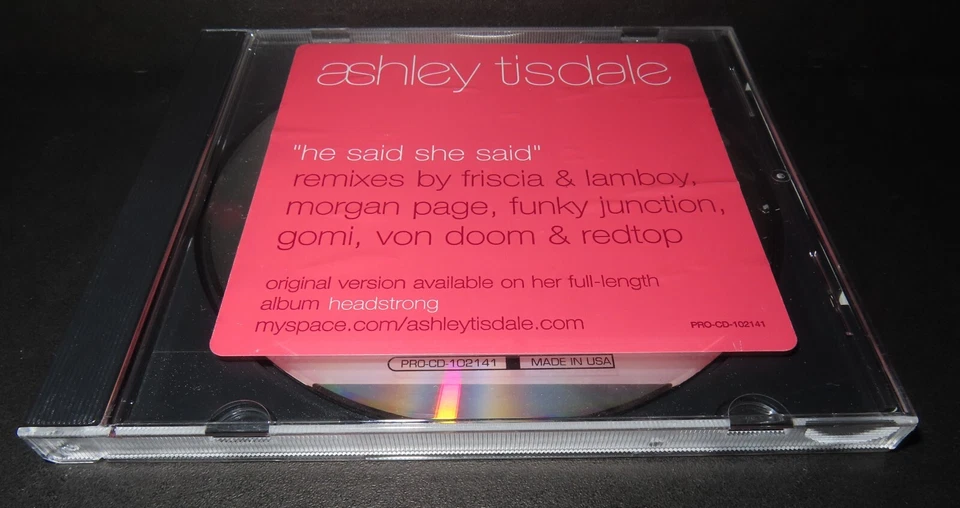 ashley tisdale
"he said she said"
remixes by friscia & lamboy,
morgan page, funky junction,
gomi, von doom & redtop
original version available on her full-length
album headstrong
myspace.com/ashleytisdale.com
PRO-CD-102141
PRO-CD-102141 MADE IN USA